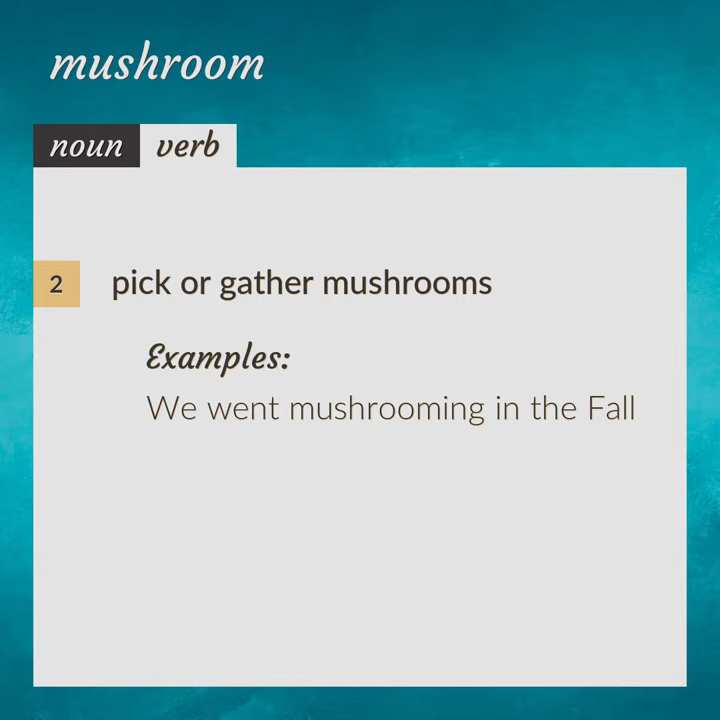 mushroom
noun verb
2 pick or gather mushrooms
Examples:
We went mushrooming in the Fall